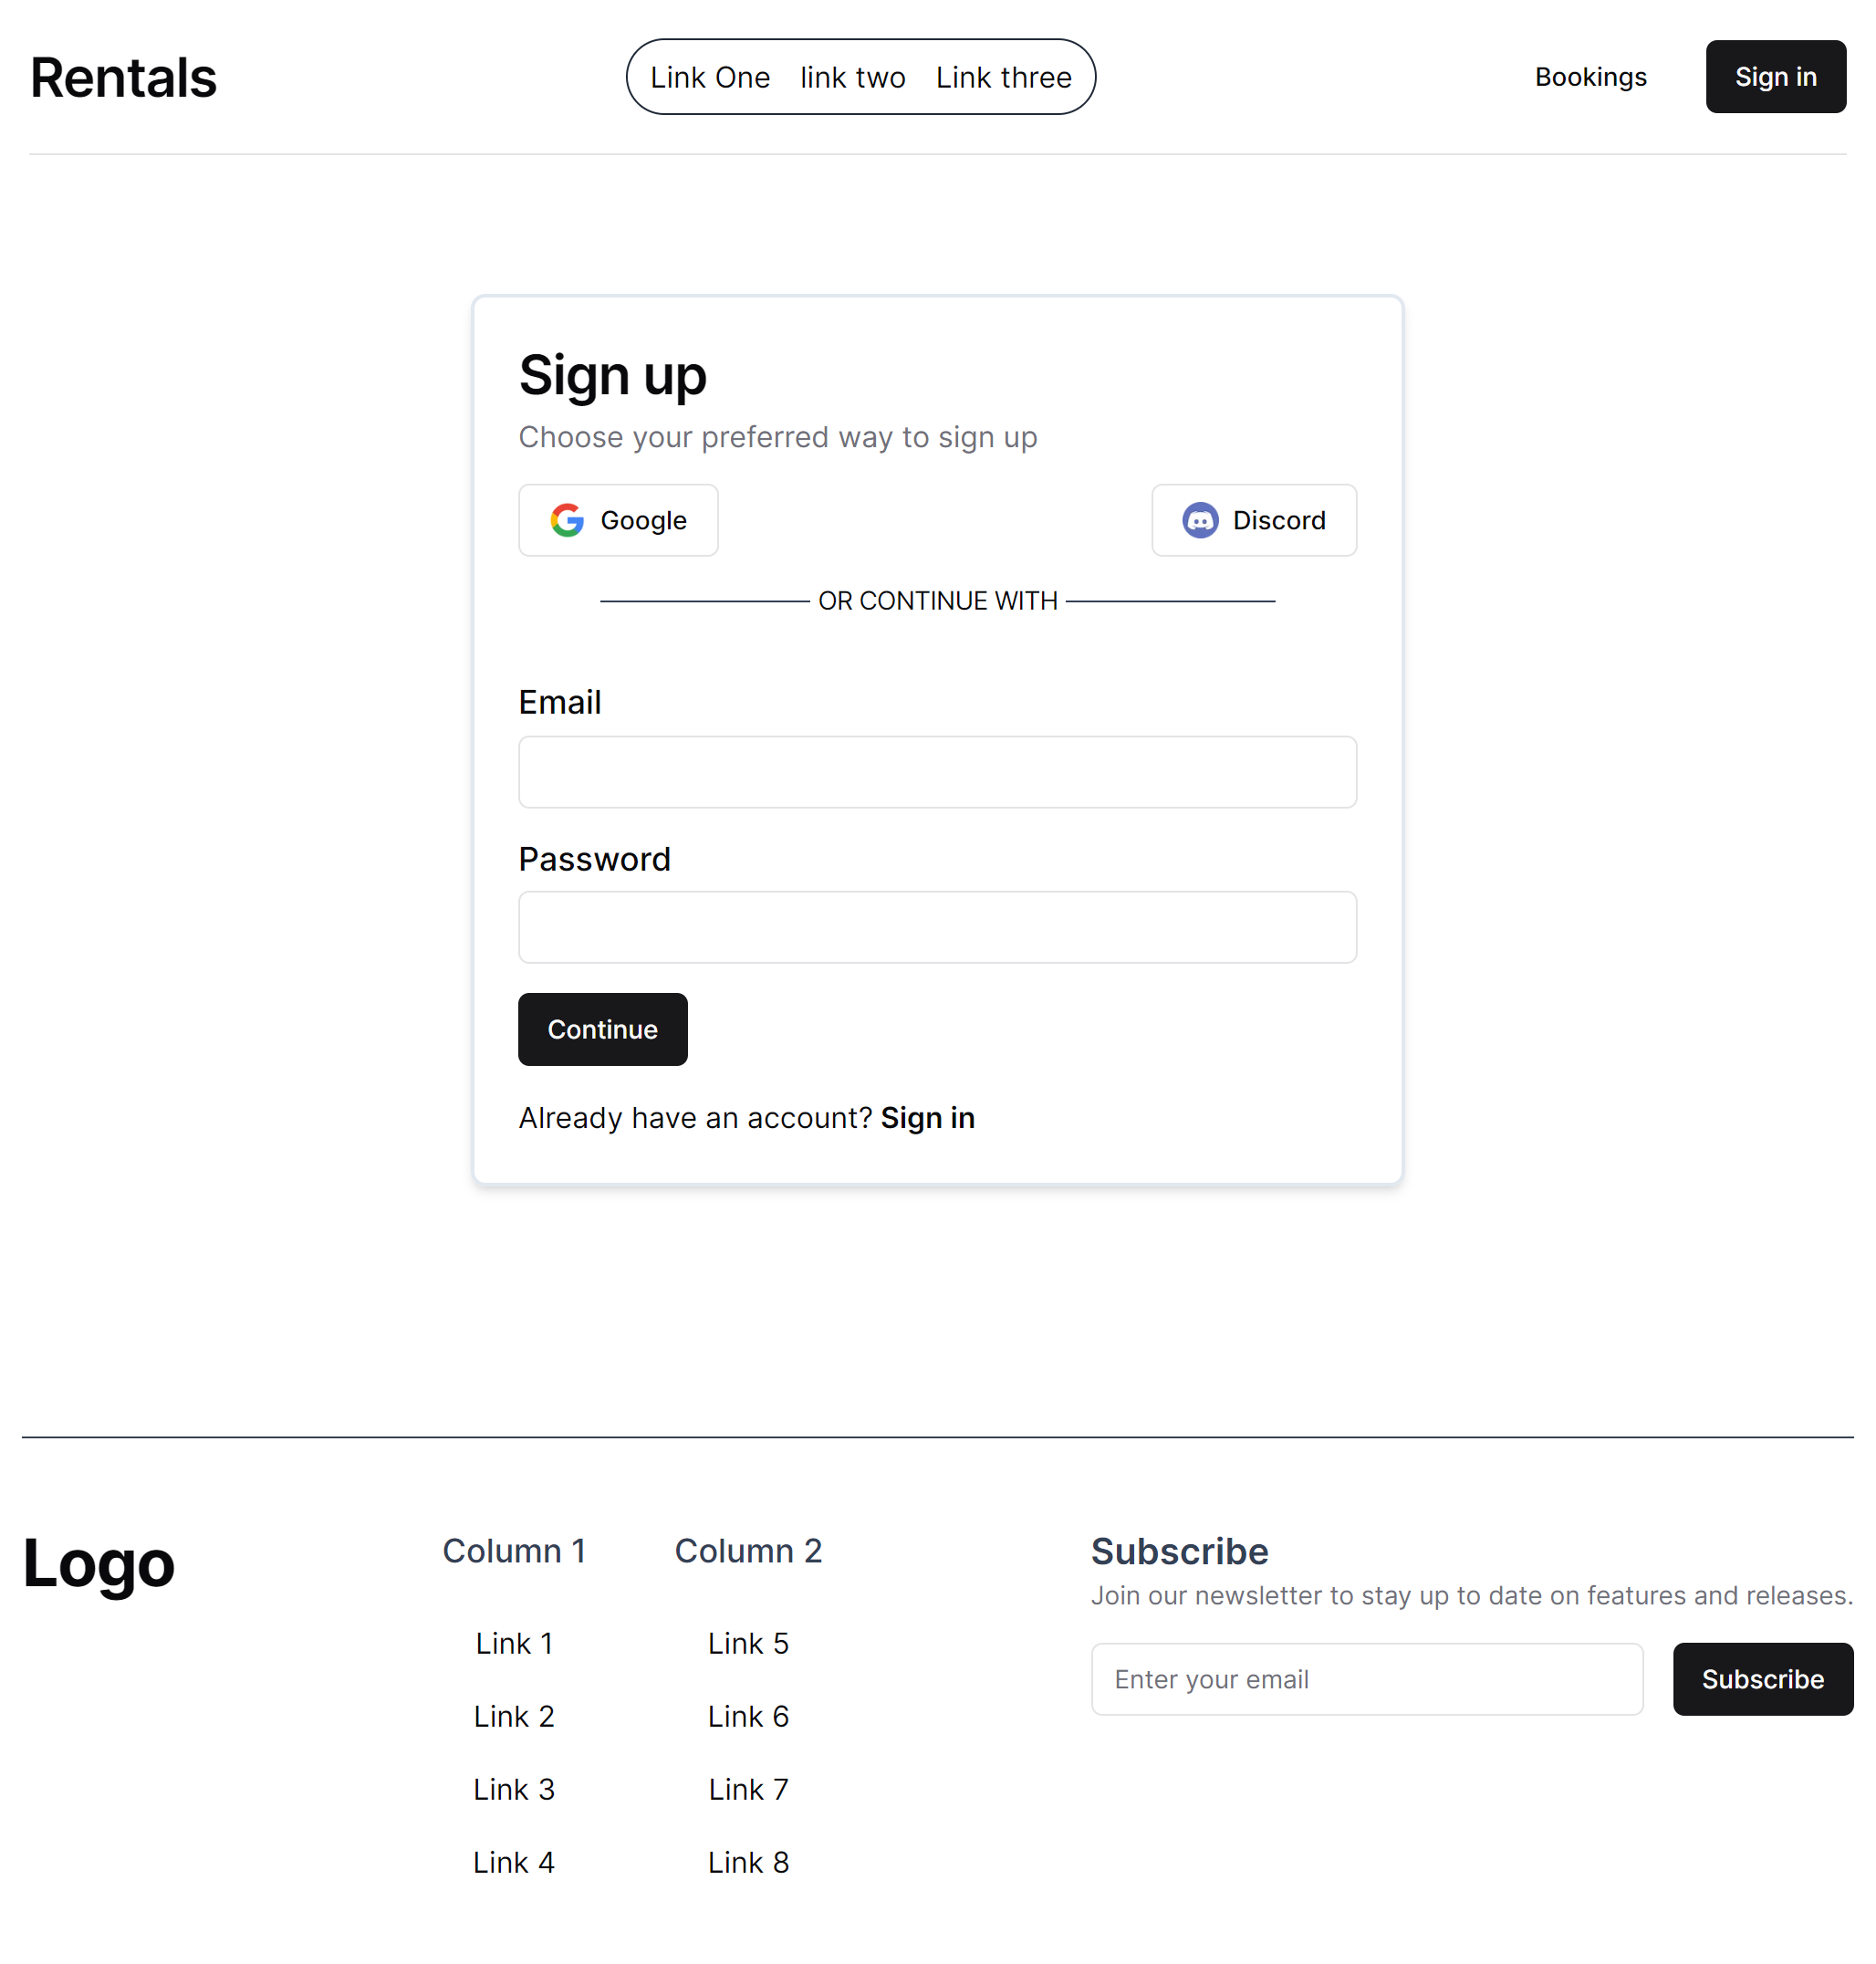 Rentals
Link One link two Link three
Bookings
Sign in
Sign up
Choose your preferred way to sign up
Google
Discord
OR CONTINUE WITH
Email
Password
Continue
Already have an account? Sign in
Logo
Column 1
Link 1
Link 2
Link 3
Link 4
Column 2
Link 5
Link 6
Link 7
Link 8
Subscribe
Join our newsletter to stay up to date on features and releases.
Enter your email
Subscribe